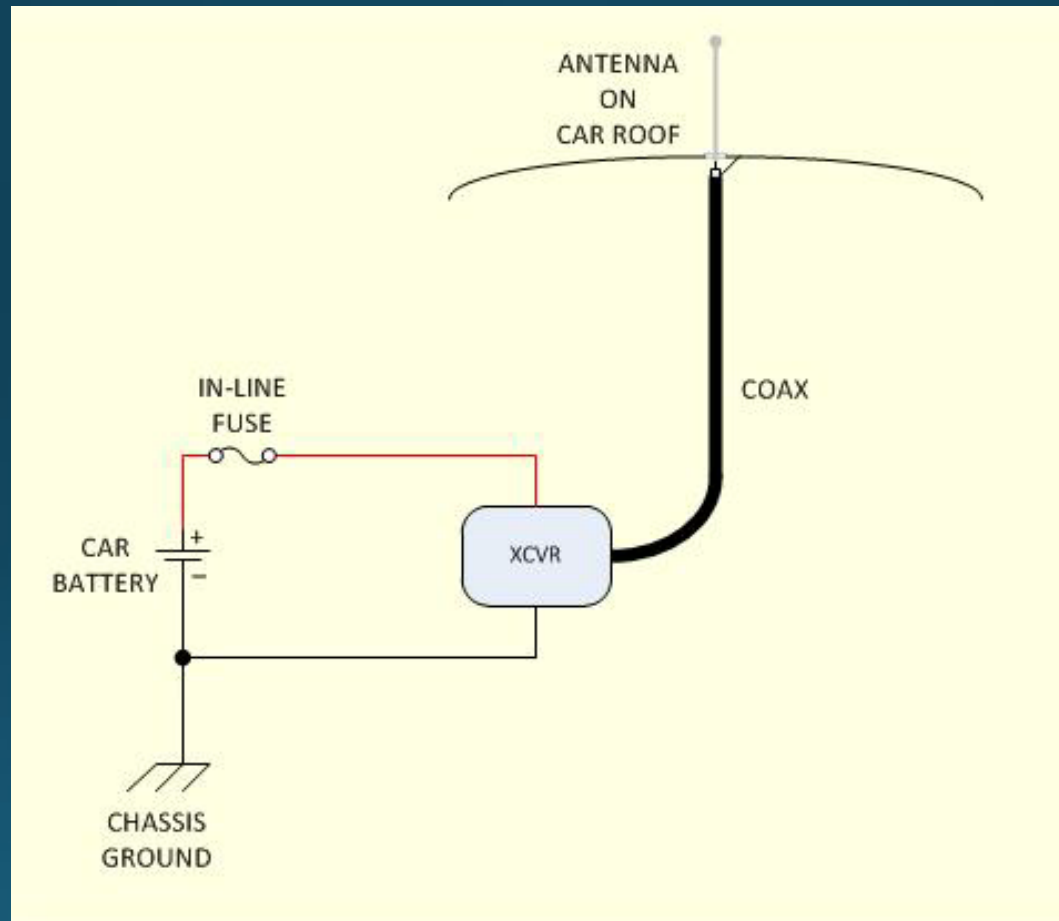 ANTENNA
ON
CAR ROOF
COAX
IN-LINE
FUSE
XCVR
CAR
BATTERY
+
−
CHASSIS
GROUND